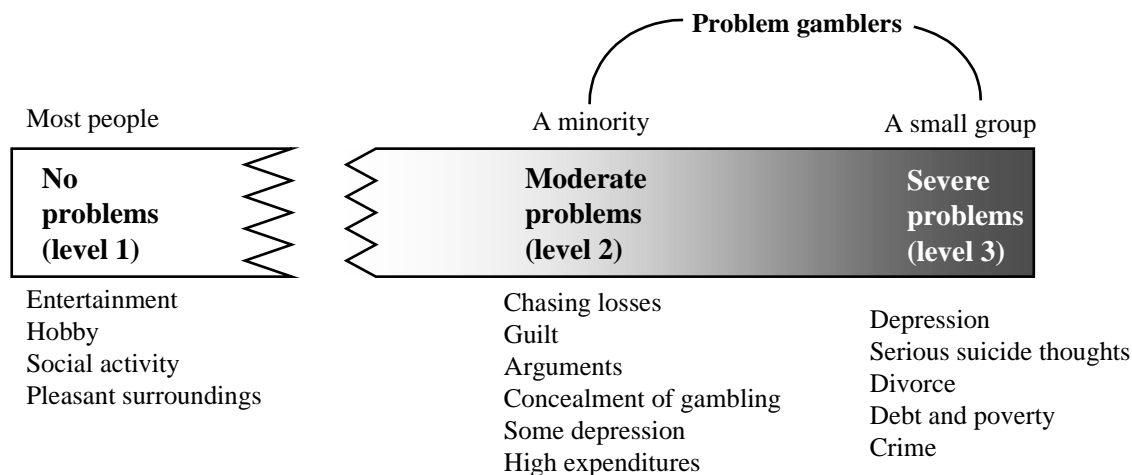 Problem gamblers
Most people
A minority
A small group
No
problems
(level 1)
Moderate
problems
(level 2)
Severe
problems
(level 3)
Entertainment
Hobby
Social activity
Pleasant surroundings
Chasing losses
Guilt
Arguments
Concealment of gambling
Some depression
High expenditures
Depression
Serious suicide thoughts
Divorce
Debt and poverty
Crime